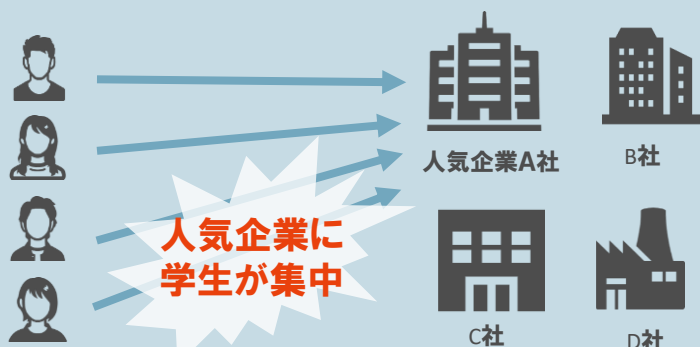 人気企業A社
B社
人気企業に
学生が集中
C社
D社